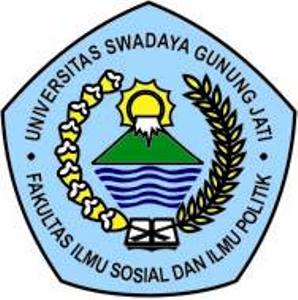 UNIVERSITAS SWADAYA GUNUNG JATI
FAKULTAS ILMU SOSIAL DAN ILMU POLITIK